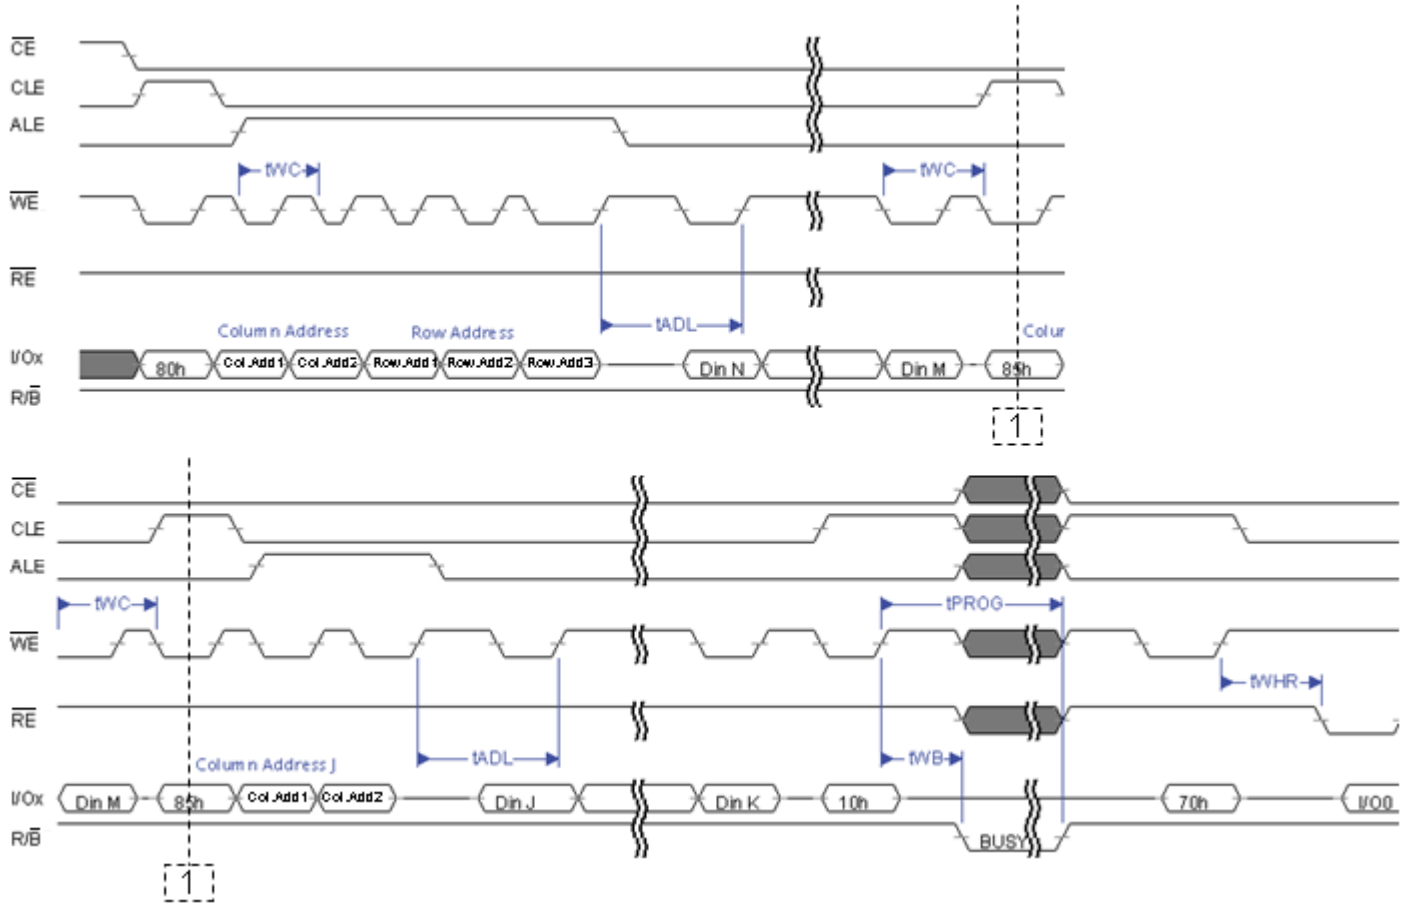 CE
CLE
ALE
tWC tWC
WE
RE
tADL
Column Address Row Address Colur
I/Ox 80h Col.Add1 Col.Add2 Row.Add1 Row.Add2 Row.Add3 Din N Din M 85h
R/B
1
CE
CLE
ALE
tWC tPROG
WE
tWHR
RE
tADL tWB
Column Address J
I/Ox Din M 85h Col.Add1 Col.Add2 Din J Din K 10h 70h I/O0
R/B BUSY
1